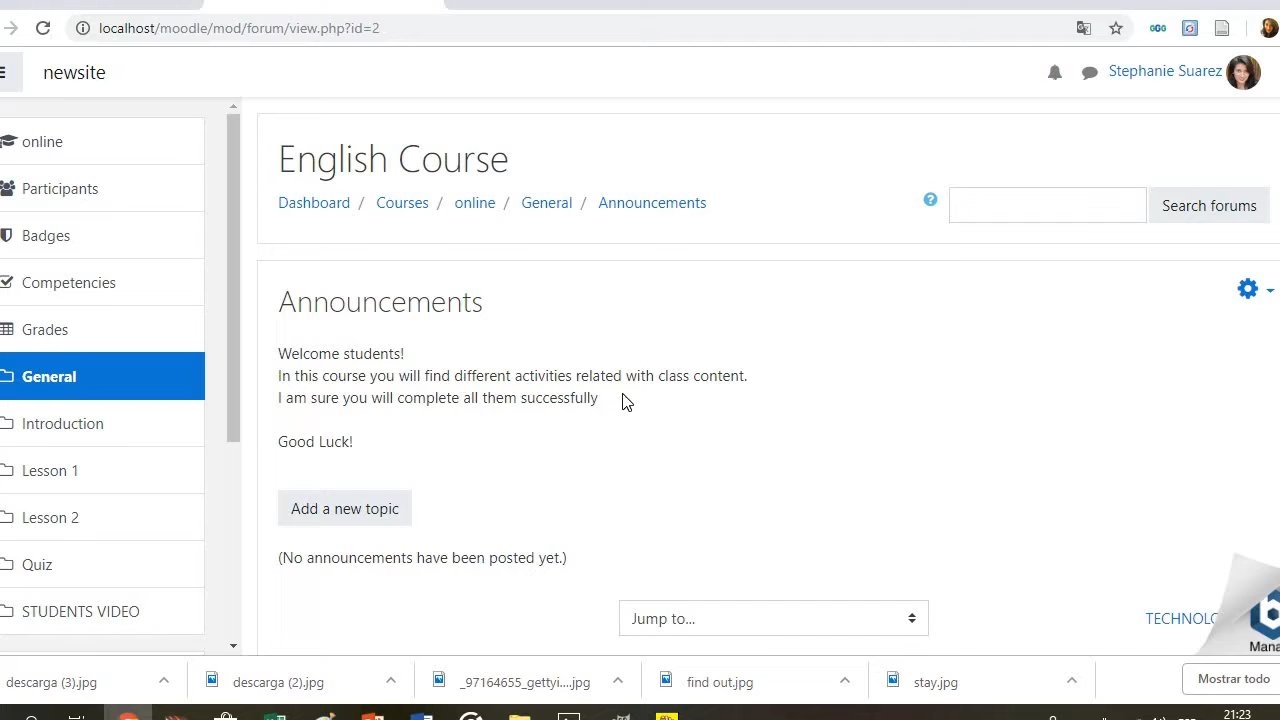 localhost/moodle/mod/forum/view.php?id=2
newsite
Stephanie Suarez
online
Participants
Badges
Competencies
Grades
General
Introduction
Lesson 1
Lesson 2
Quiz
STUDENTS VIDEO
English Course
Dashboard / Courses / online / General / Announcements
Search forums
Announcements
Welcome students!
In this course you will find different activities related with class content.
I am sure you will complete all them successfully
Good Luck!
Add a new topic
(No announcements have been posted yet.)
Jump to...
TECHNOLO
Mana
descarga (3).jpg
descarga (2).jpg
_97164655_gettyi....jpg
find out.jpg
stay.jpg
Mostrar todo
21:23